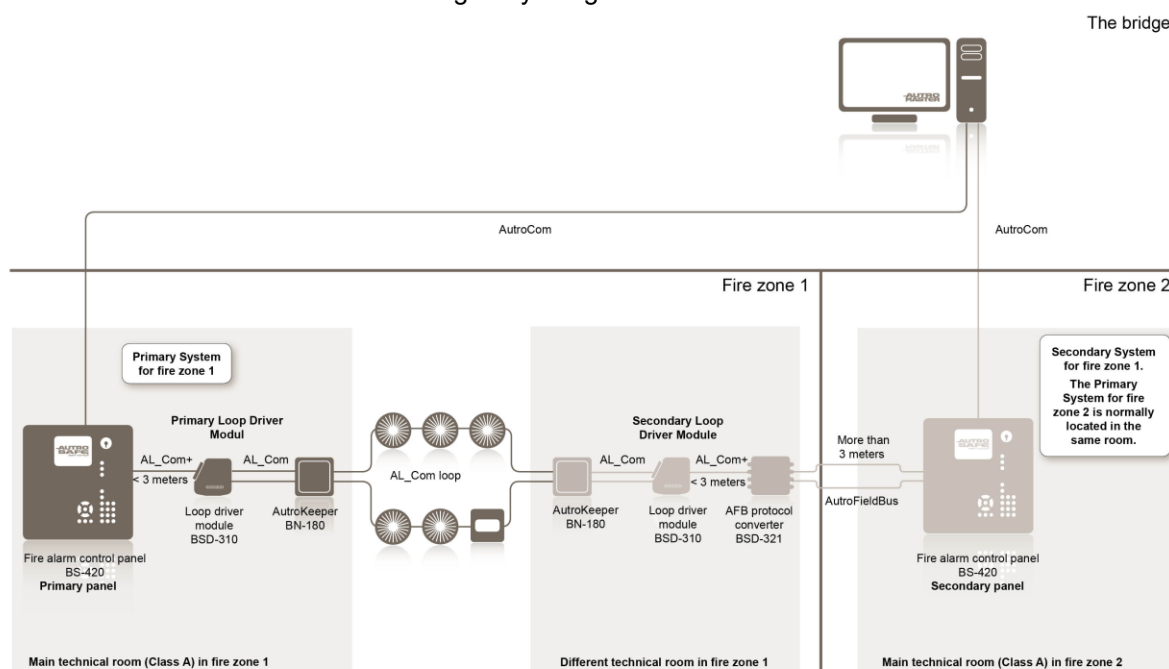 The bridge
AUTRO
MASTER
AutroCom
AutroCom
Fire zone 1
Fire zone 2
Primary System
for fire zone 1
Secondary System
for fire zone 1.
The Primary
System for fire
zone 2 is normally
located in the
same room.
Primary Loop Driver
Modul
Secondary Loop
Driver Module
AUTRO
SAFE
AL_Com+
< 3 meters
AL_Com
AL_Com loop
AL_Com
AL_Com+
< 3 meters
More than
3 meters
AutroFieldBus
AUTRO
SAFE
Loop driver
module
BSD-310
AutroKeeper
BN-180
AutroKeeper
BN-180
Loop driver
module
BSD-310
AFB protocol
converter
BSD-321
Fire alarm control panel
BS-420
Primary panel
Fire alarm control panel
BS-420
Secondary panel
Main technical room (Class A) in fire zone 1
Different technical room in fire zone 1
Main technical room (Class A) in fire zone 2